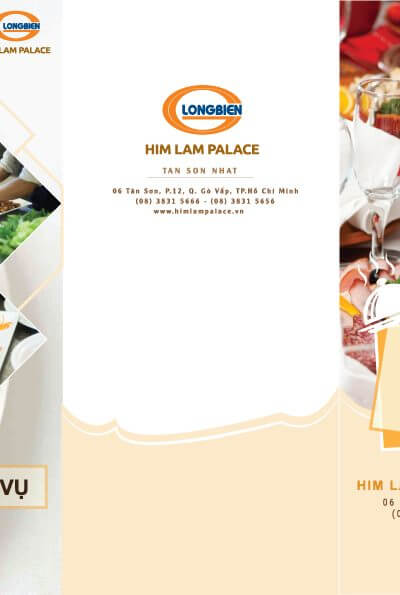 LONGBIEN
LAM PALACE
VỤ
LONGBIEN
HIM LAM PALACE
TAN SON NHAT
06 Tân Sơn, P.12, Q. Gò Vấp, TP.Hồ Chí Minh
(08) 3831 5666 - (08) 3831 5656
www.himlampalace.vn
HIM LA
06
(0